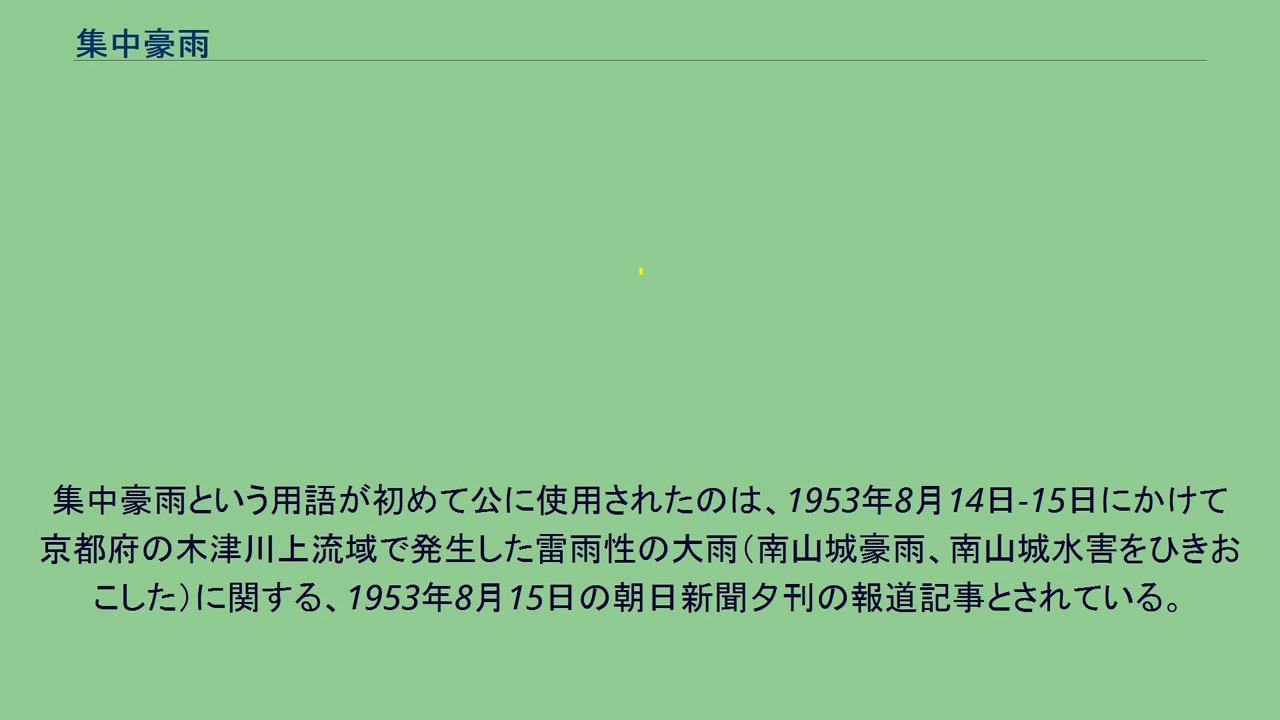 集中豪雨
集中豪雨という用語が初めて公に使用されたのは、1953年8月14日-15日にかけて
京都府の木津川上流域で発生した雷雨性の大雨(南山城豪雨、南山城水害をひきお
こした)に関する、1953年8月15日の朝日新聞夕刊の報道記事とされている。